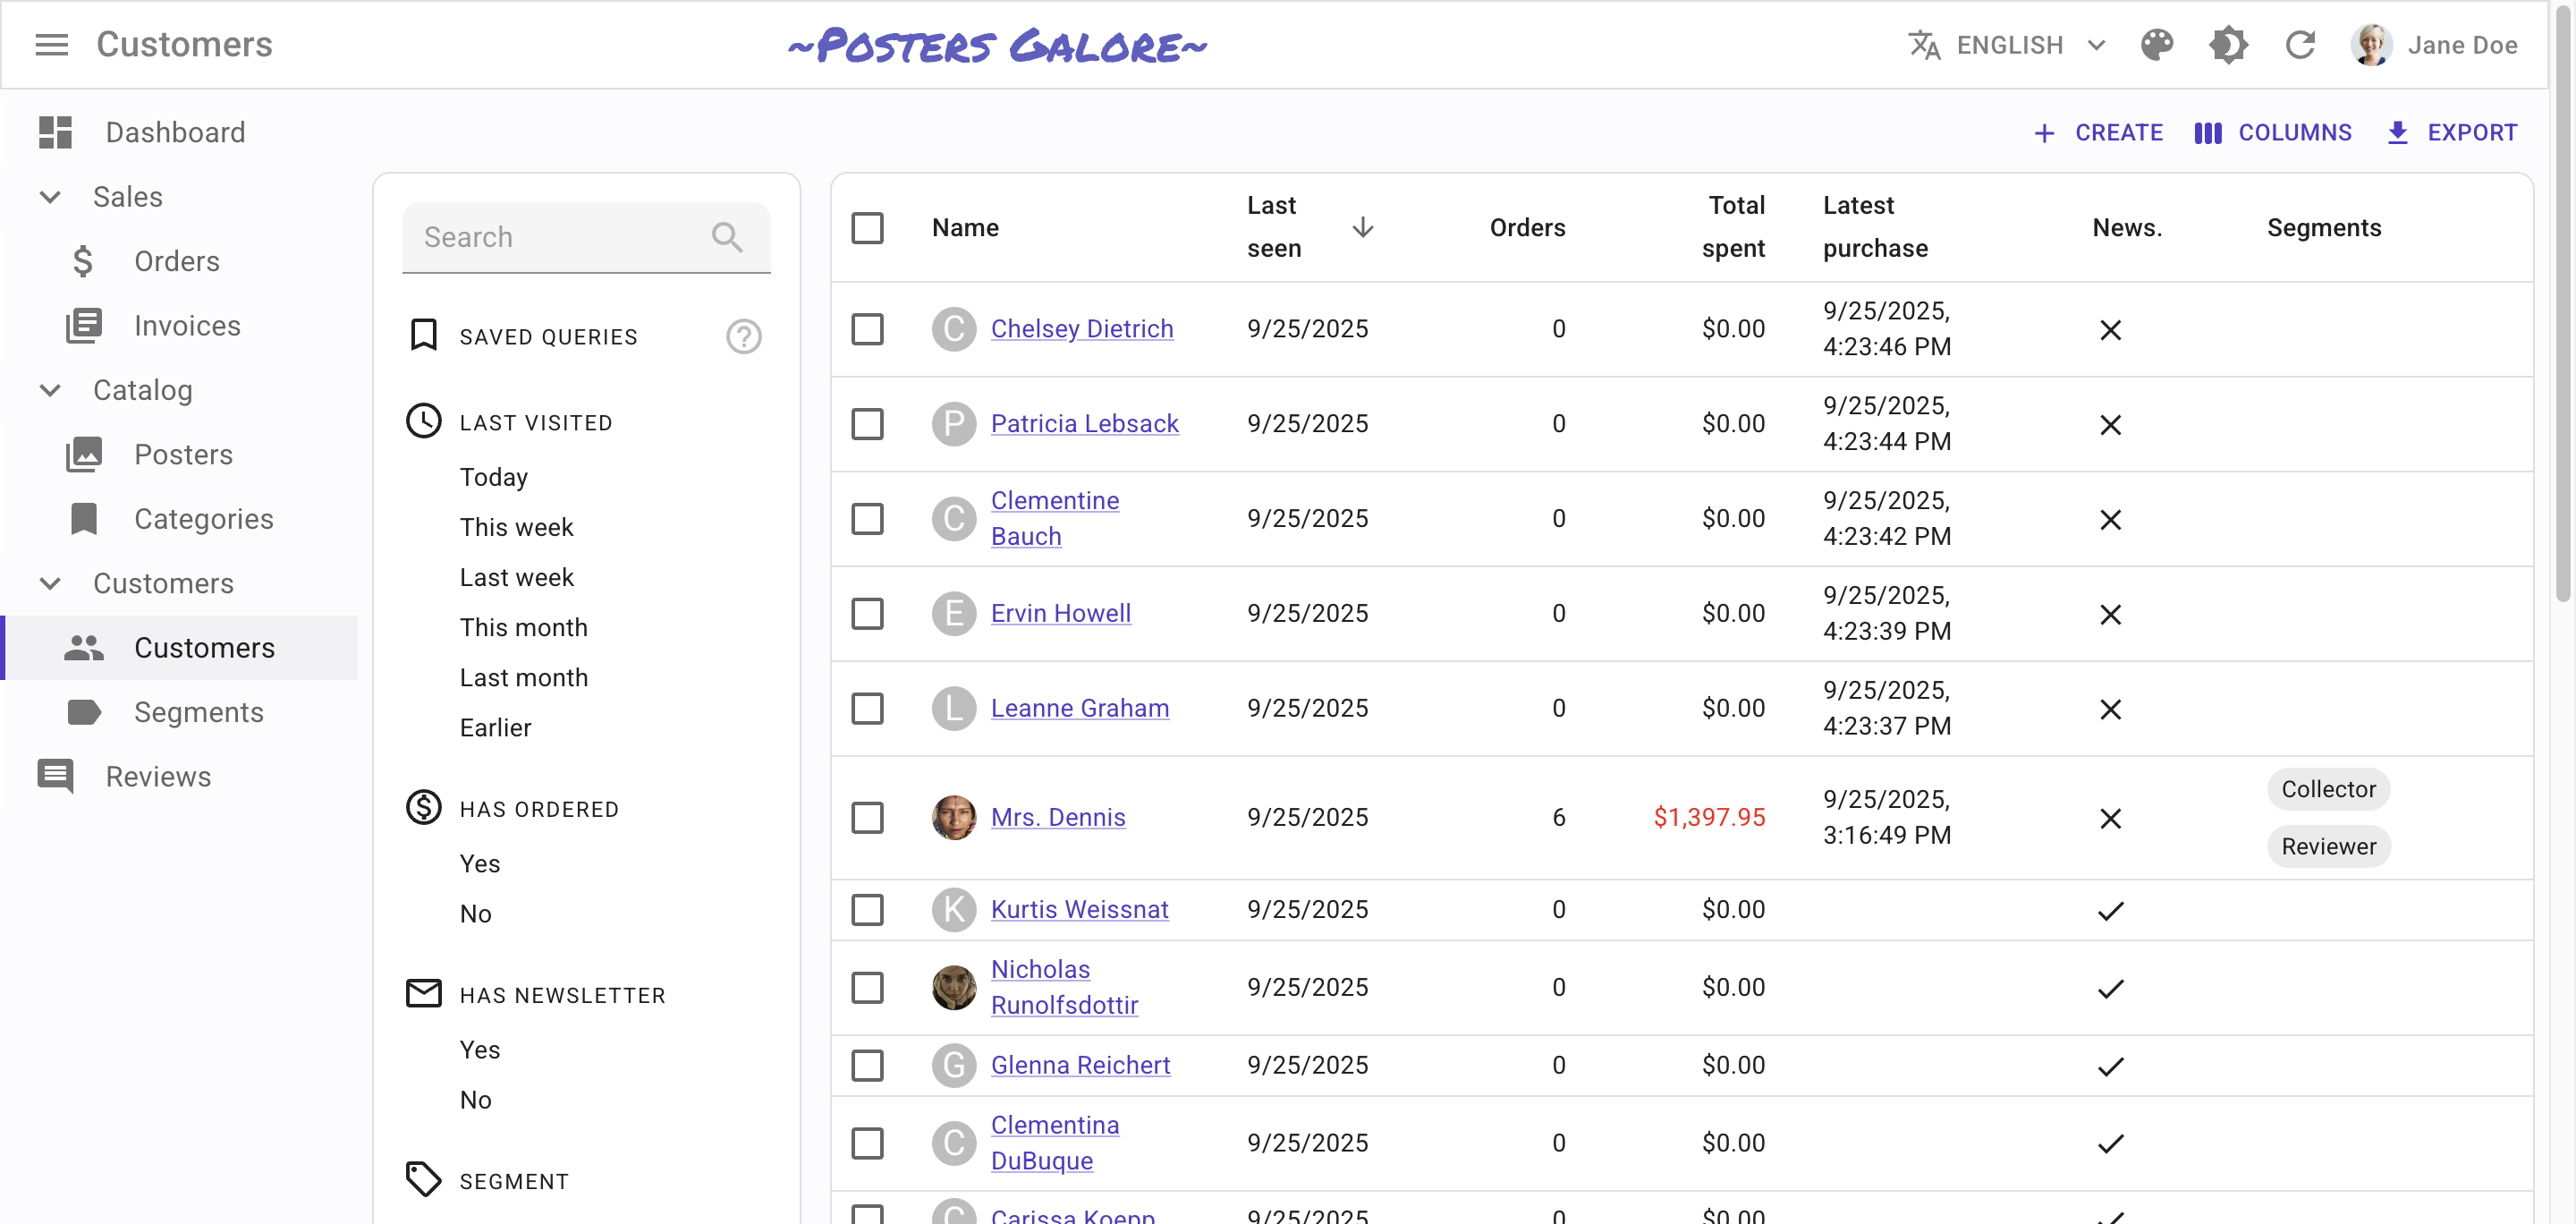 Customers
~Posters Galore~
ENGLISH
Jane Doe
Dashboard
Sales
Orders
Invoices
Catalog
Posters
Categories
Customers
Customers
Segments
Reviews
CREATE
COLUMNS
EXPORT
Search
SAVED QUERIES
?
LAST VISITED
Today
This week
Last week
This month
Last month
Earlier
HAS ORDERED
Yes
No
HAS NEWSLETTER
Yes
No
SEGMENT
Name
Last
seen
Orders
Total
spent
Latest
purchase
News.
Segments
C Chelsey Dietrich 9/25/2025 0 $0.00 9/25/2025,
4:23:46 PM
P Patricia Lebsack 9/25/2025 0 $0.00 9/25/2025,
4:23:44 PM
C Clementine
Bauch
9/25/2025 0 $0.00 9/25/2025,
4:23:42 PM
E Ervin Howell 9/25/2025 0 $0.00 9/25/2025,
4:23:39 PM
L Leanne Graham 9/25/2025 0 $0.00 9/25/2025,
4:23:37 PM
Mrs. Dennis 9/25/2025 6 $1,397.95 9/25/2025,
3:16:49 PM
Collector
Reviewer
K Kurtis Weissnat 9/25/2025 0 $0.00
Nicholas
Runolfsdottir
9/25/2025 0 $0.00
G Glenna Reichert 9/25/2025 0 $0.00
C Clementina
DuBuque
9/25/2025 0 $0.00
C Carissa Koepp 9/25/2025 0 $0.00